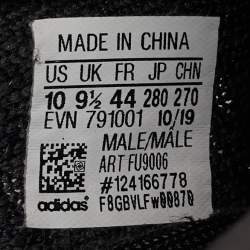 MADE IN CHINA
US UK FR JP CHN
10 9½ 44 280 270
EVN 791001 10/19
MALE/MÂLE
ART FU9006
#124166778
adidas F8GBVLFw00870